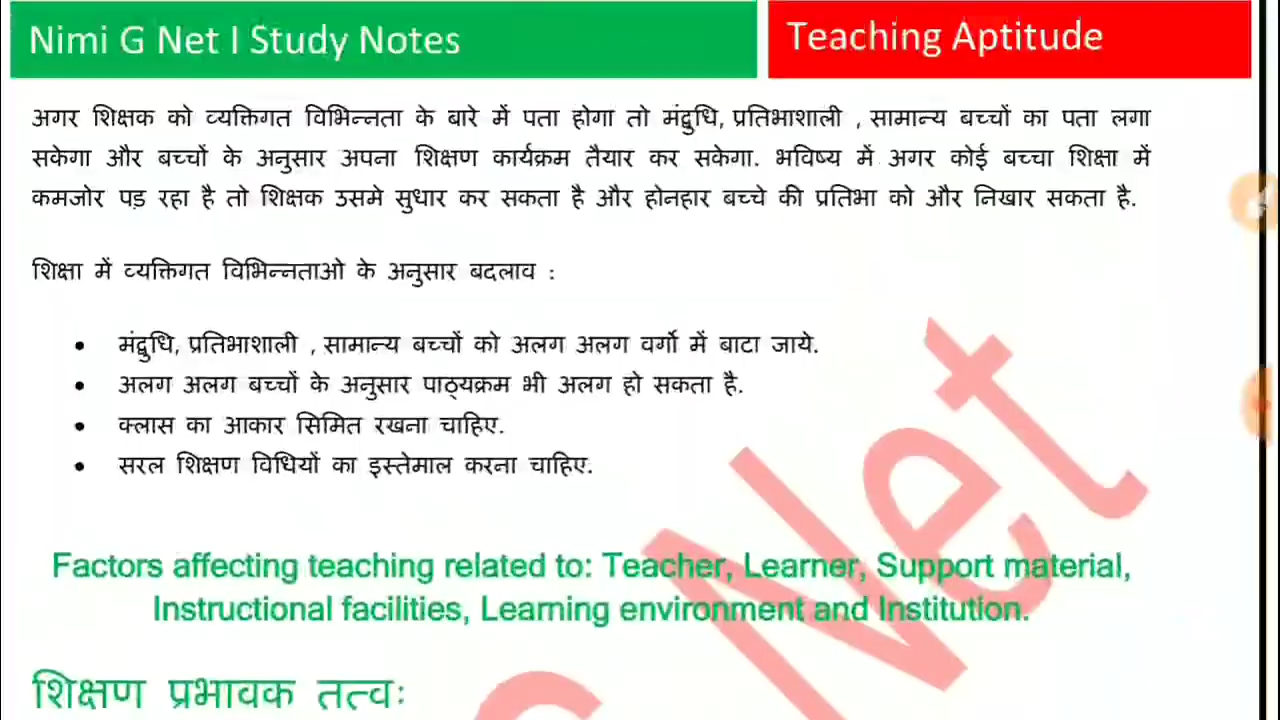 Nimi G Net I Study Notes
Teaching Aptitude
अगर शिक्षक को व्यक्तिगत विभिन्नता के बारे में पता होगा तो मंद्बुधि, प्रतिभाशाली , सामान्य बच्चों का पता लगा
सकेगा और बच्चों के अनुसार अपना शिक्षण कार्यक्रम तैयार कर सकेगा. भविष्य में अगर कोई बच्चा शिक्षा में
कमजोर पड़ रहा है तो शिक्षक उसमे सुधार कर सकता है और होनहार बच्चे की प्रतिभा को और निखार सकता है.
शिक्षा में व्यक्तिगत विभिन्नताओ के अनुसार बदलाव :
• मंद्बुधि, प्रतिभाशाली , सामान्य बच्चों को अलग अलग वर्गो में बाटा जाये.
• अलग अलग बच्चों के अनुसार पाठ्यक्रम भी अलग हो सकता है.
• क्लास का आकार सिमित रखना चाहिए.
• सरल शिक्षण विधियों का इस्तेमाल करना चाहिए.
Factors affecting teaching related to: Teacher, Learner, Support material,
Instructional facilities, Learning environment and Institution.
शिक्षण प्रभावक तत्वः
Net